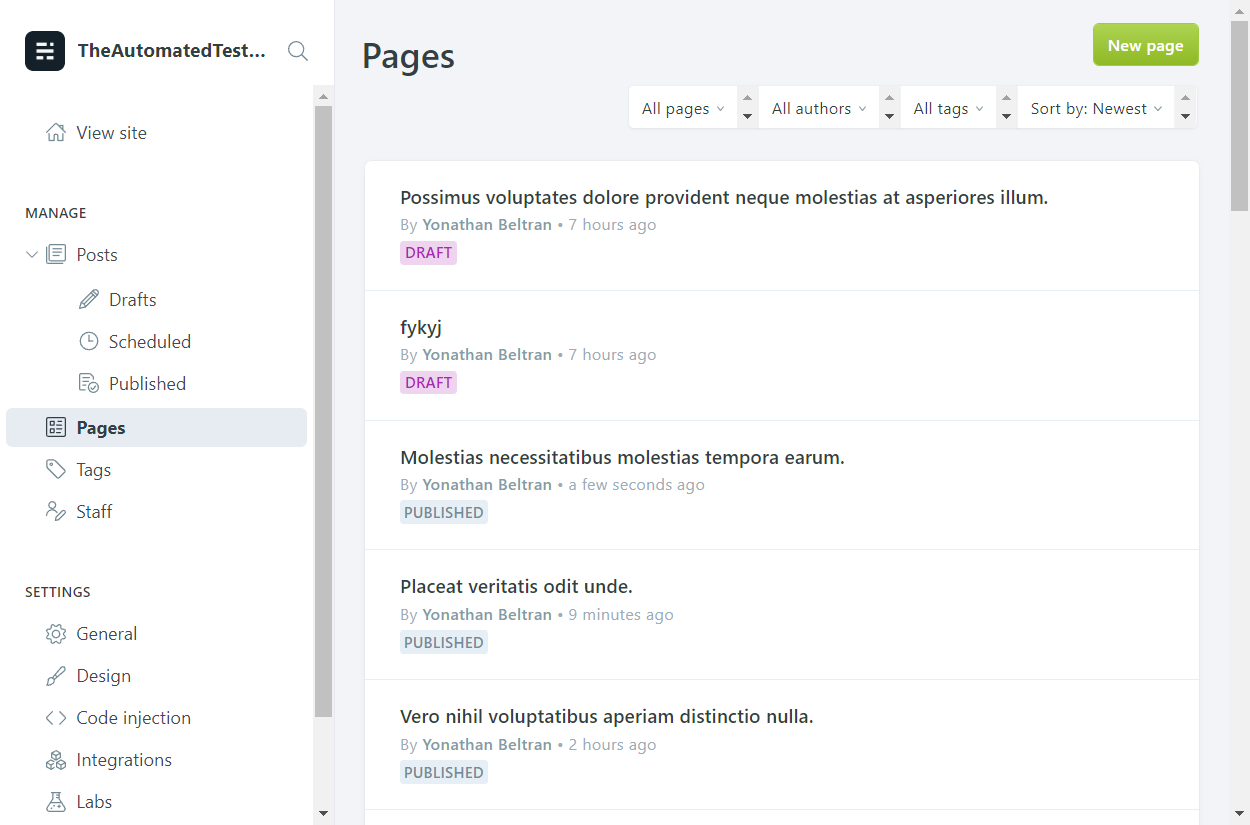 TheAutomatedTest...
View site
MANAGE
Posts
Drafts
Scheduled
Published
Pages
Tags
Staff
SETTINGS
General
Design
Code injection
Integrations
Labs
Pages
New page
All pages
All authors
All tags
Sort by: Newest
Possimus voluptates dolore provident neque molestias at asperiores illum.
By Yonathan Beltran • 7 hours ago
DRAFT
fykyj
By Yonathan Beltran • 7 hours ago
DRAFT
Molestias necessitatibus molestias tempora earum.
By Yonathan Beltran • a few seconds ago
PUBLISHED
Placeat veritatis odit unde.
By Yonathan Beltran • 9 minutes ago
PUBLISHED
Vero nihil voluptatibus aperiam distinctio nulla.
By Yonathan Beltran • 2 hours ago
PUBLISHED